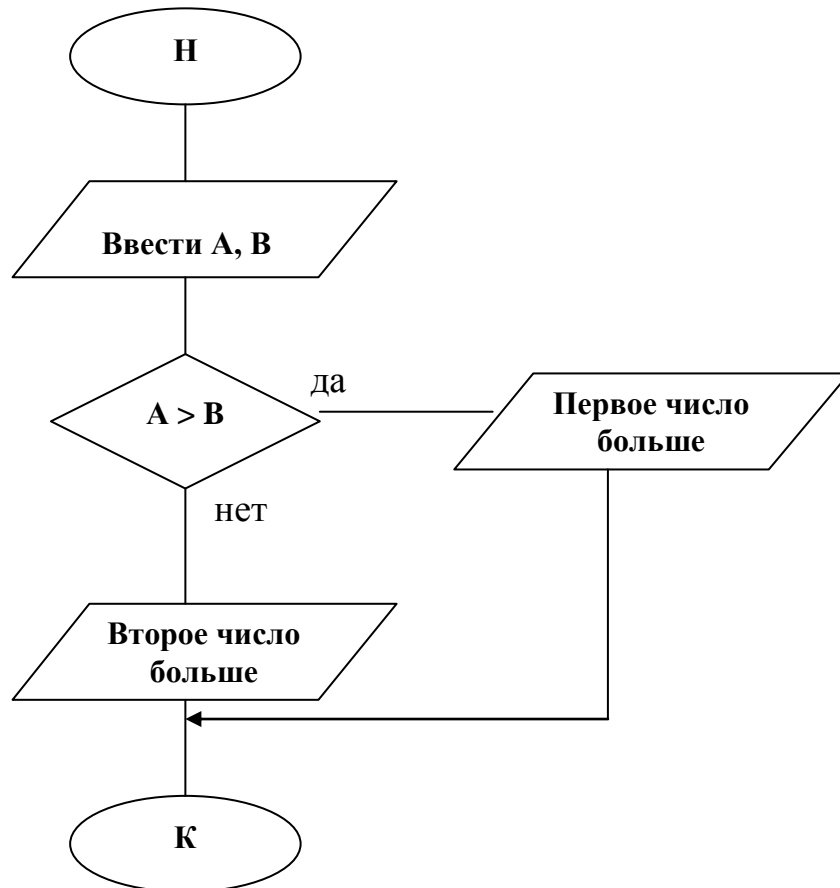 Н
Ввести А, В
А > В
да
Первое число
больше
нет
Второе число
больше
К